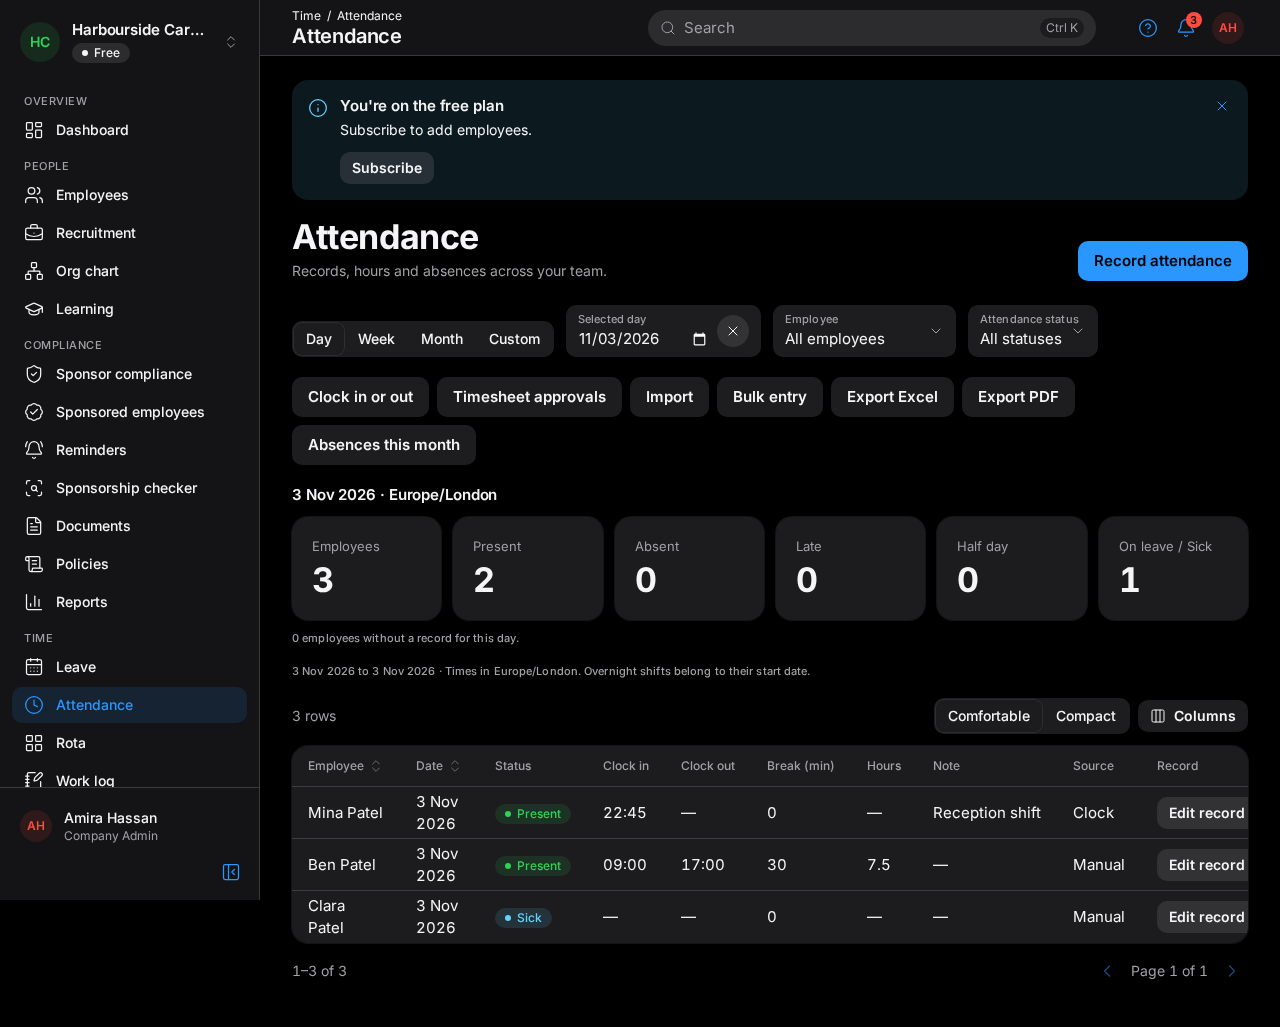 HC
Harbourside Car...
Free
OVERVIEW
Dashboard
PEOPLE
Employees
Recruitment
Org chart
Learning
COMPLIANCE
Sponsor compliance
Sponsored employees
Reminders
Sponsorship checker
Documents
Policies
Reports
TIME
Leave
Attendance
Rota
Work log
AH
Amira Hassan
Company Admin
Time / Attendance
Attendance
Search
Ctrl K
3
AH
You're on the free plan
Subscribe to add employees.
Subscribe
Attendance
Records, hours and absences across your team.
Record attendance
Day Week Month Custom
Selected day
11/03/2026
Employee
All employees
Attendance status
All statuses
Clock in or out Timesheet approvals Import Bulk entry Export Excel Export PDF
Absences this month
3 Nov 2026 · Europe/London
Employees
3
Present
2
Absent
0
Late
0
Half day
0
On leave / Sick
1
0 employees without a record for this day.
3 Nov 2026 to 3 Nov 2026 · Times in Europe/London. Overnight shifts belong to their start date.
3 rows
Comfortable Compact Columns
Employee Date Status Clock in Clock out Break (min) Hours Note Source Record
Mina Patel 3 Nov 2026 Present 22:45 — 0 — Reception shift Clock Edit record
Ben Patel 3 Nov 2026 Present 09:00 17:00 30 7.5 — Manual Edit record
Clara Patel 3 Nov 2026 Sick — — 0 — — Manual Edit record
1–3 of 3
Page 1 of 1